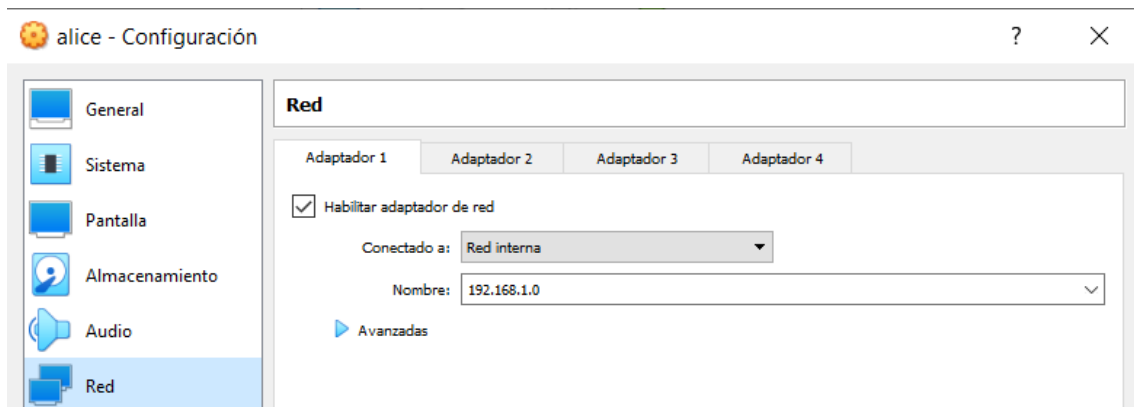 alice - Configuración
?
General
Sistema
Pantalla
Almacenamiento
Audio
Red
Red
Adaptador 1
Adaptador 2
Adaptador 3
Adaptador 4
Habilitar adaptador de red
Conectado a: Red interna
Nombre: 192.168.1.0
Avanzadas